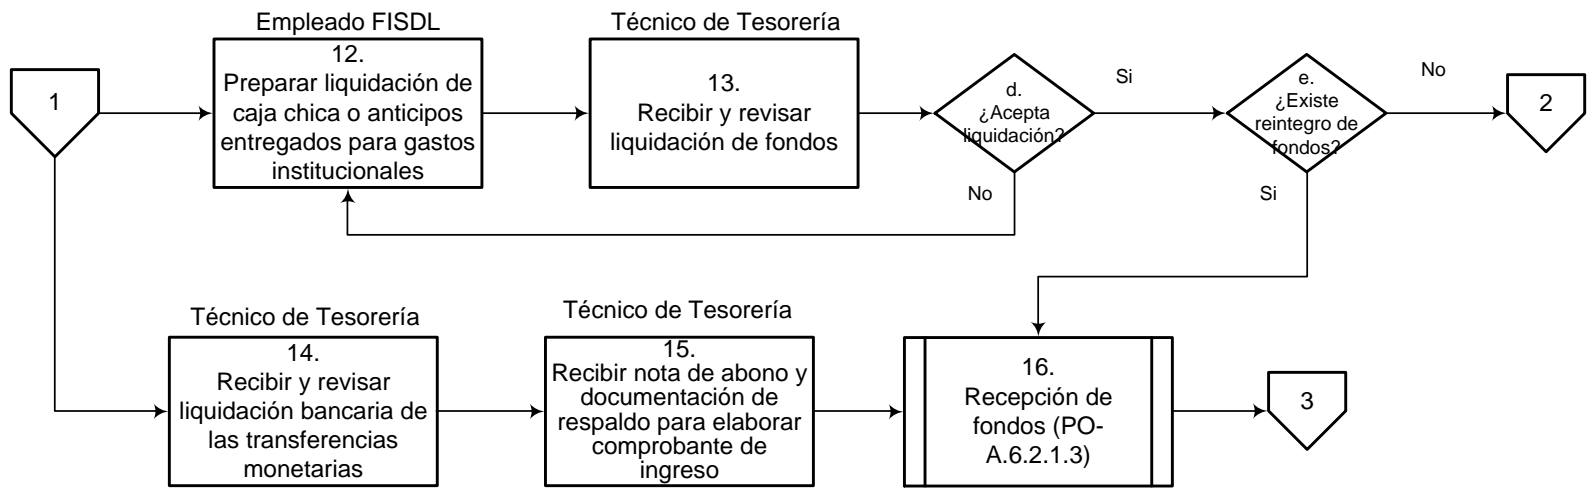 Empleado FISDL
Técnico de Tesorería
1
12.
Preparar liquidación de
caja chica o anticipos
entregados para gastos
institucionales
13.
Recibir y revisar
liquidación de fondos
d.
¿Acepta
liquidación?
Si
No
e.
¿Existe
reintegro de
fondos?
No
Si
2
Técnico de Tesorería
14.
Recibir y revisar
liquidación bancaria de
las transferencias
monetarias
Técnico de Tesorería
15.
Recibir nota de abono y
documentación de
respaldo para elaborar
comprobante de
ingreso
16.
Recepción de
fondos (PO-
A.6.2.1.3)
3